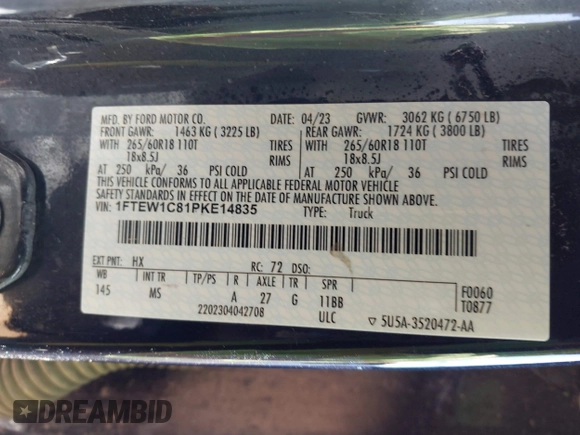 MFD. BY FORD MOTOR CO. DATE: 04/23 GVWR: 3062 KG ( 6750 LB)
FRONT GAWR: 1463 KG ( 3225 LB) REAR GAWR: 1724 KG ( 3800 LB)
WITH 265/60R18 110T TIRES WITH 265/60R18 110T TIRES
18x8.5J RIMS 18x8.5J RIMS
AT 250 kPa/ 36 PSI COLD AT 250 kPa/ 36 PSI COLD
THIS VEHICLE CONFORMS TO ALL APPLICABLE FEDERAL MOTOR VEHICLE
SAFETY STANDARDS IN EFFECT ON THE DATE OF MANUFACTURE SHOWN ABOVE.
VIN: 1FTEW1C81PKE14835 TYPE: Truck
EXT PNT: HX RC: 72 DSO:
WB INT TR TP/PS R AXLE TR SPR
145 MS A 27 G 11BB
2202304042708 ULC
F0060
T0877
▽ 5U5A-3520472-AA
DREAMBID